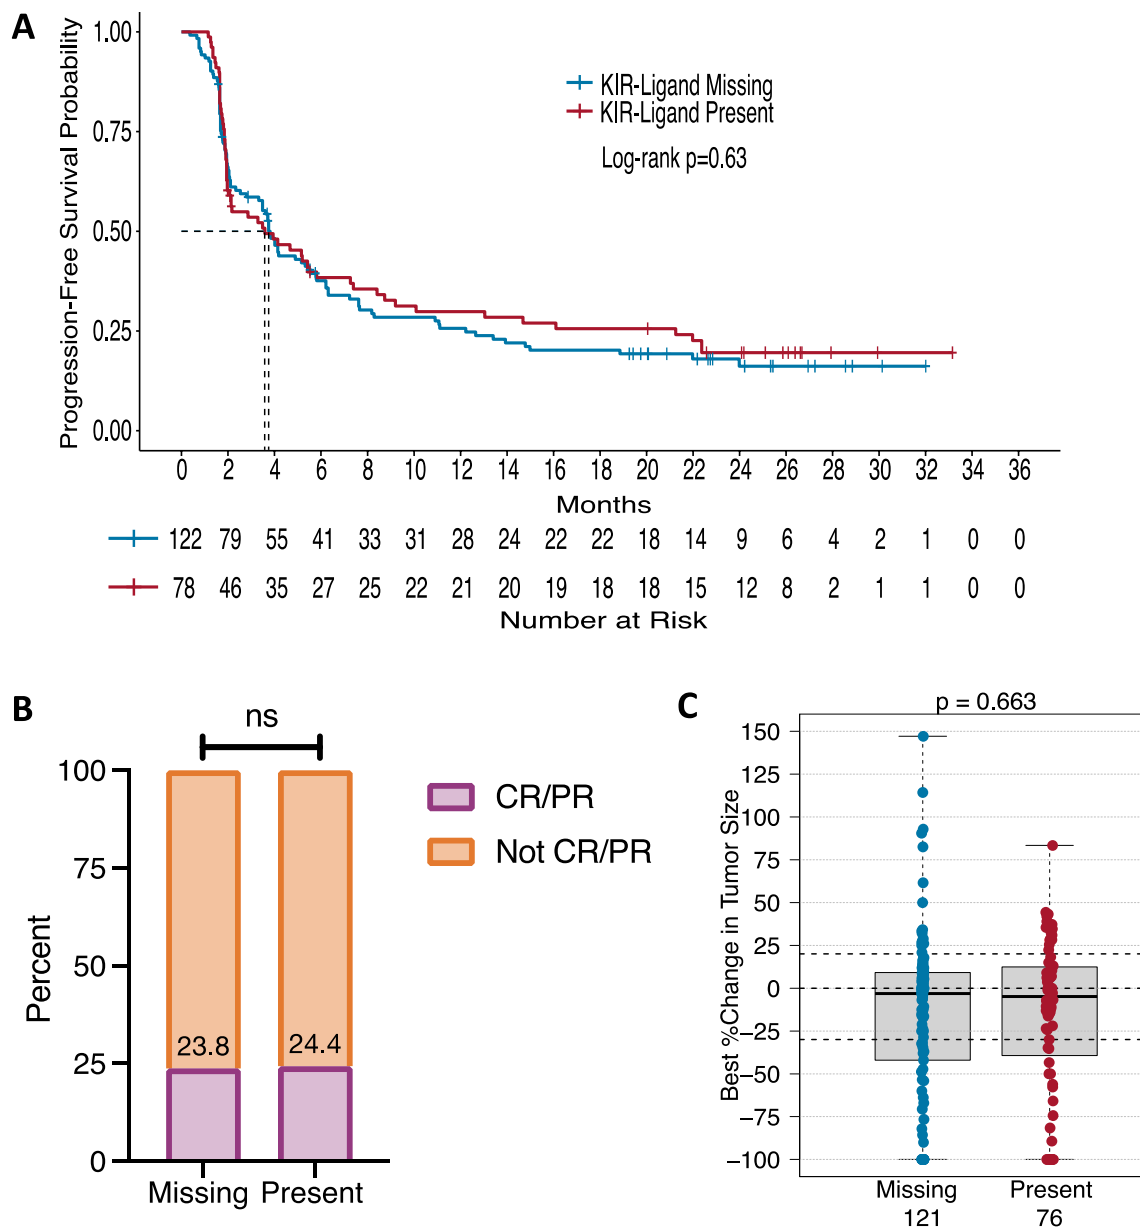 A
Progression-Free Survival Probability
1.00
0.75
0.50
0.25
0.00
KIR-Ligand Missing
KIR-Ligand Present
Log-rank p=0.63
0 2 4 6 8 10 12 14 16 18 20 22 24 26 28 30 32 34 36
Months
122 79 55 41 33 31 28 24 22 22 18 14 9 6 4 2 1 0 0
78 46 35 27 25 22 21 20 19 18 18 15 12 8 2 1 1 0 0
Number at Risk
B
ns
Percent
100
75
50
25
0
23.8 24.4
Missing Present
CR/PR
Not CR/PR
C
p = 0.663
Best %Change in Tumor Size
150
125
100
75
50
25
0
−25
−50
−75
−100
Missing Present
121 76